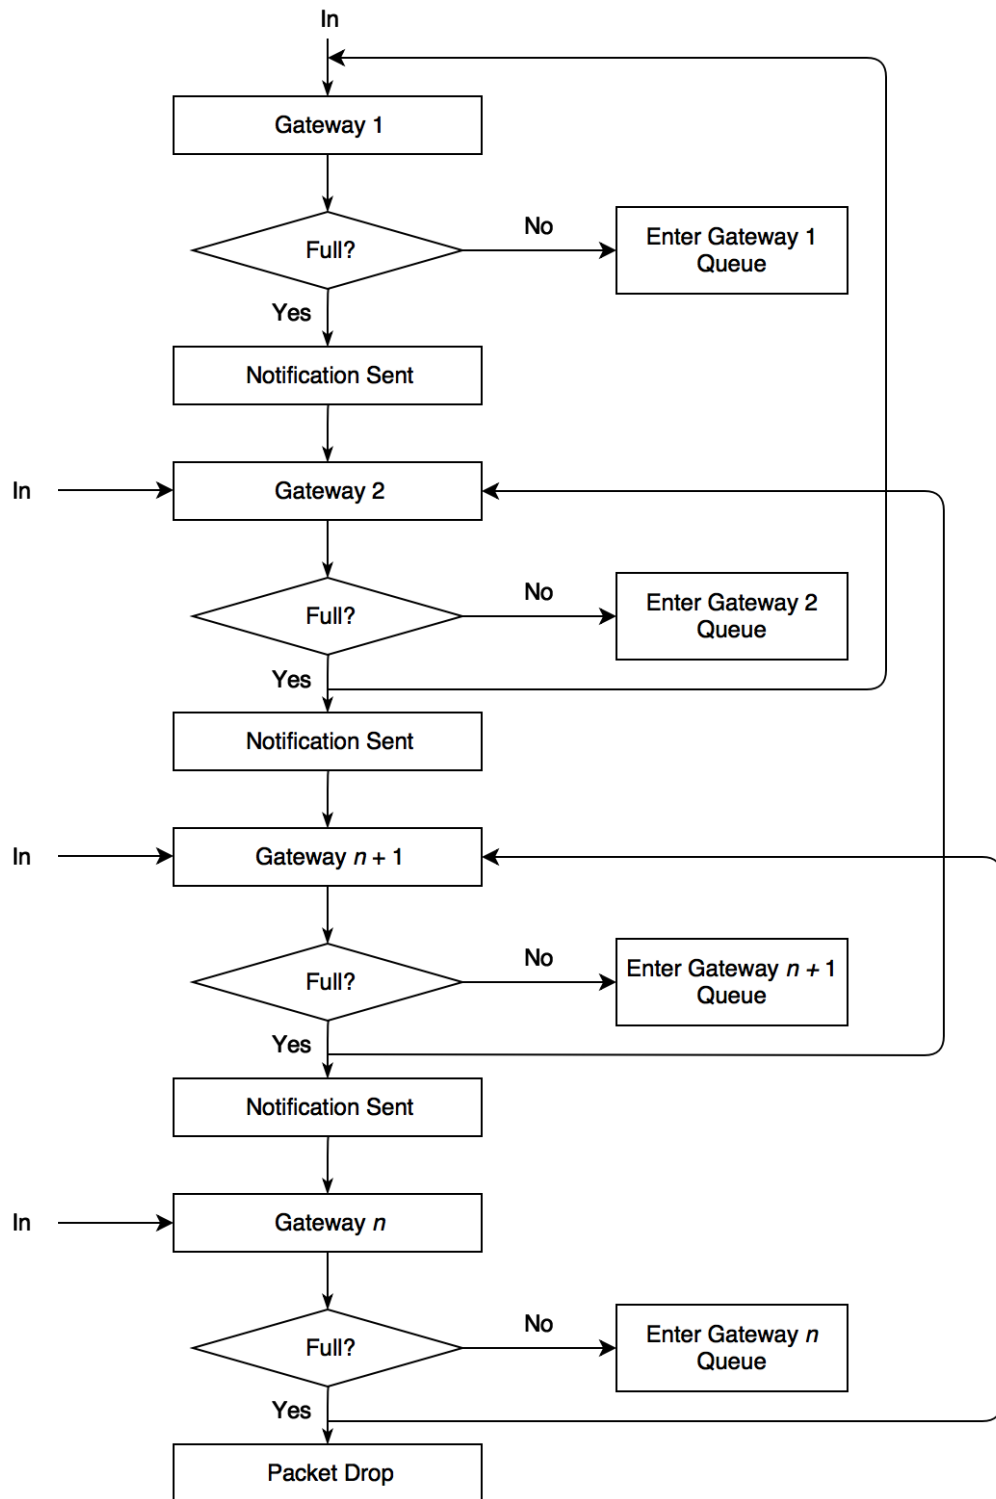 In
Gateway 1
Full?
No
Enter Gateway 1
Queue
Yes
Notification Sent
In
Gateway 2
Full?
No
Enter Gateway 2
Queue
Yes
Notification Sent
In
Gateway n + 1
Full?
No
Enter Gateway n + 1
Queue
Yes
Notification Sent
In
Gateway n
Full?
No
Enter Gateway n
Queue
Yes
Packet Drop